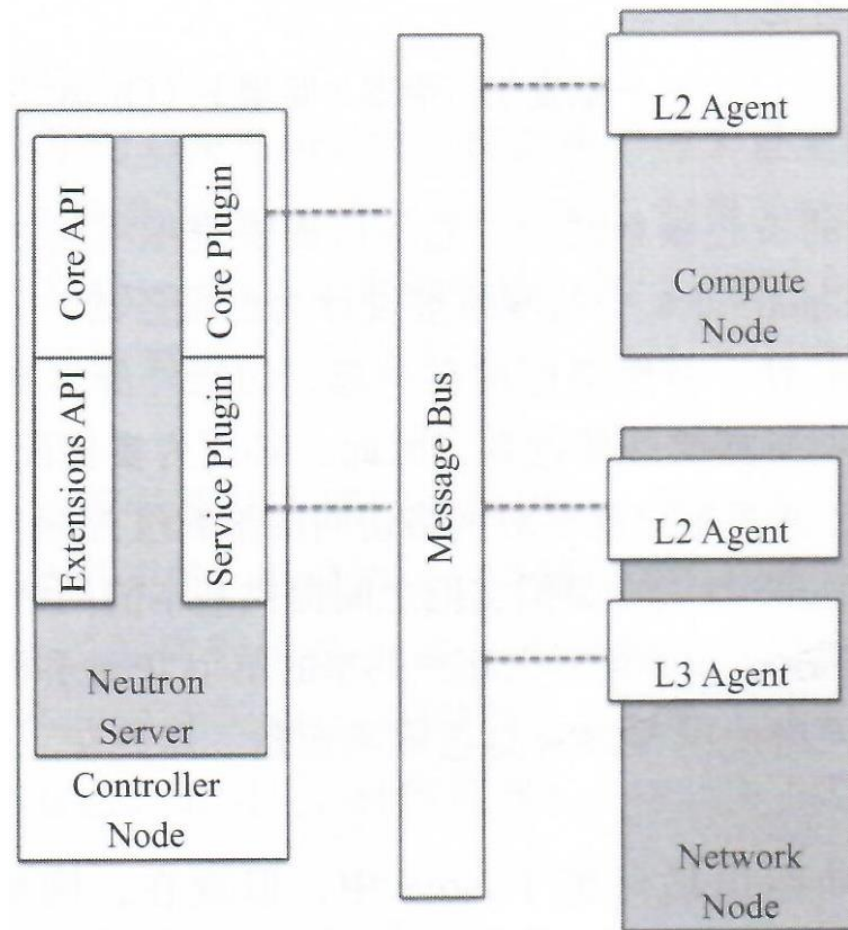 Core API
Core Plugin
Extensions API
Service Plugin
Neutron
Server
Controller
Node
Message Bus
L2 Agent
Compute
Node
L2 Agent
L3 Agent
Network
Node